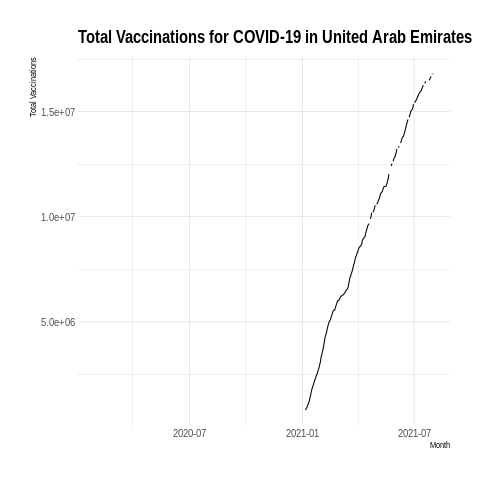 Total Vaccinations for COVID-19 in United Arab Emirates
Total Vaccinations
1.5e+07
1.0e+07
5.0e+06
2020-07
2021-01
2021-07
Month